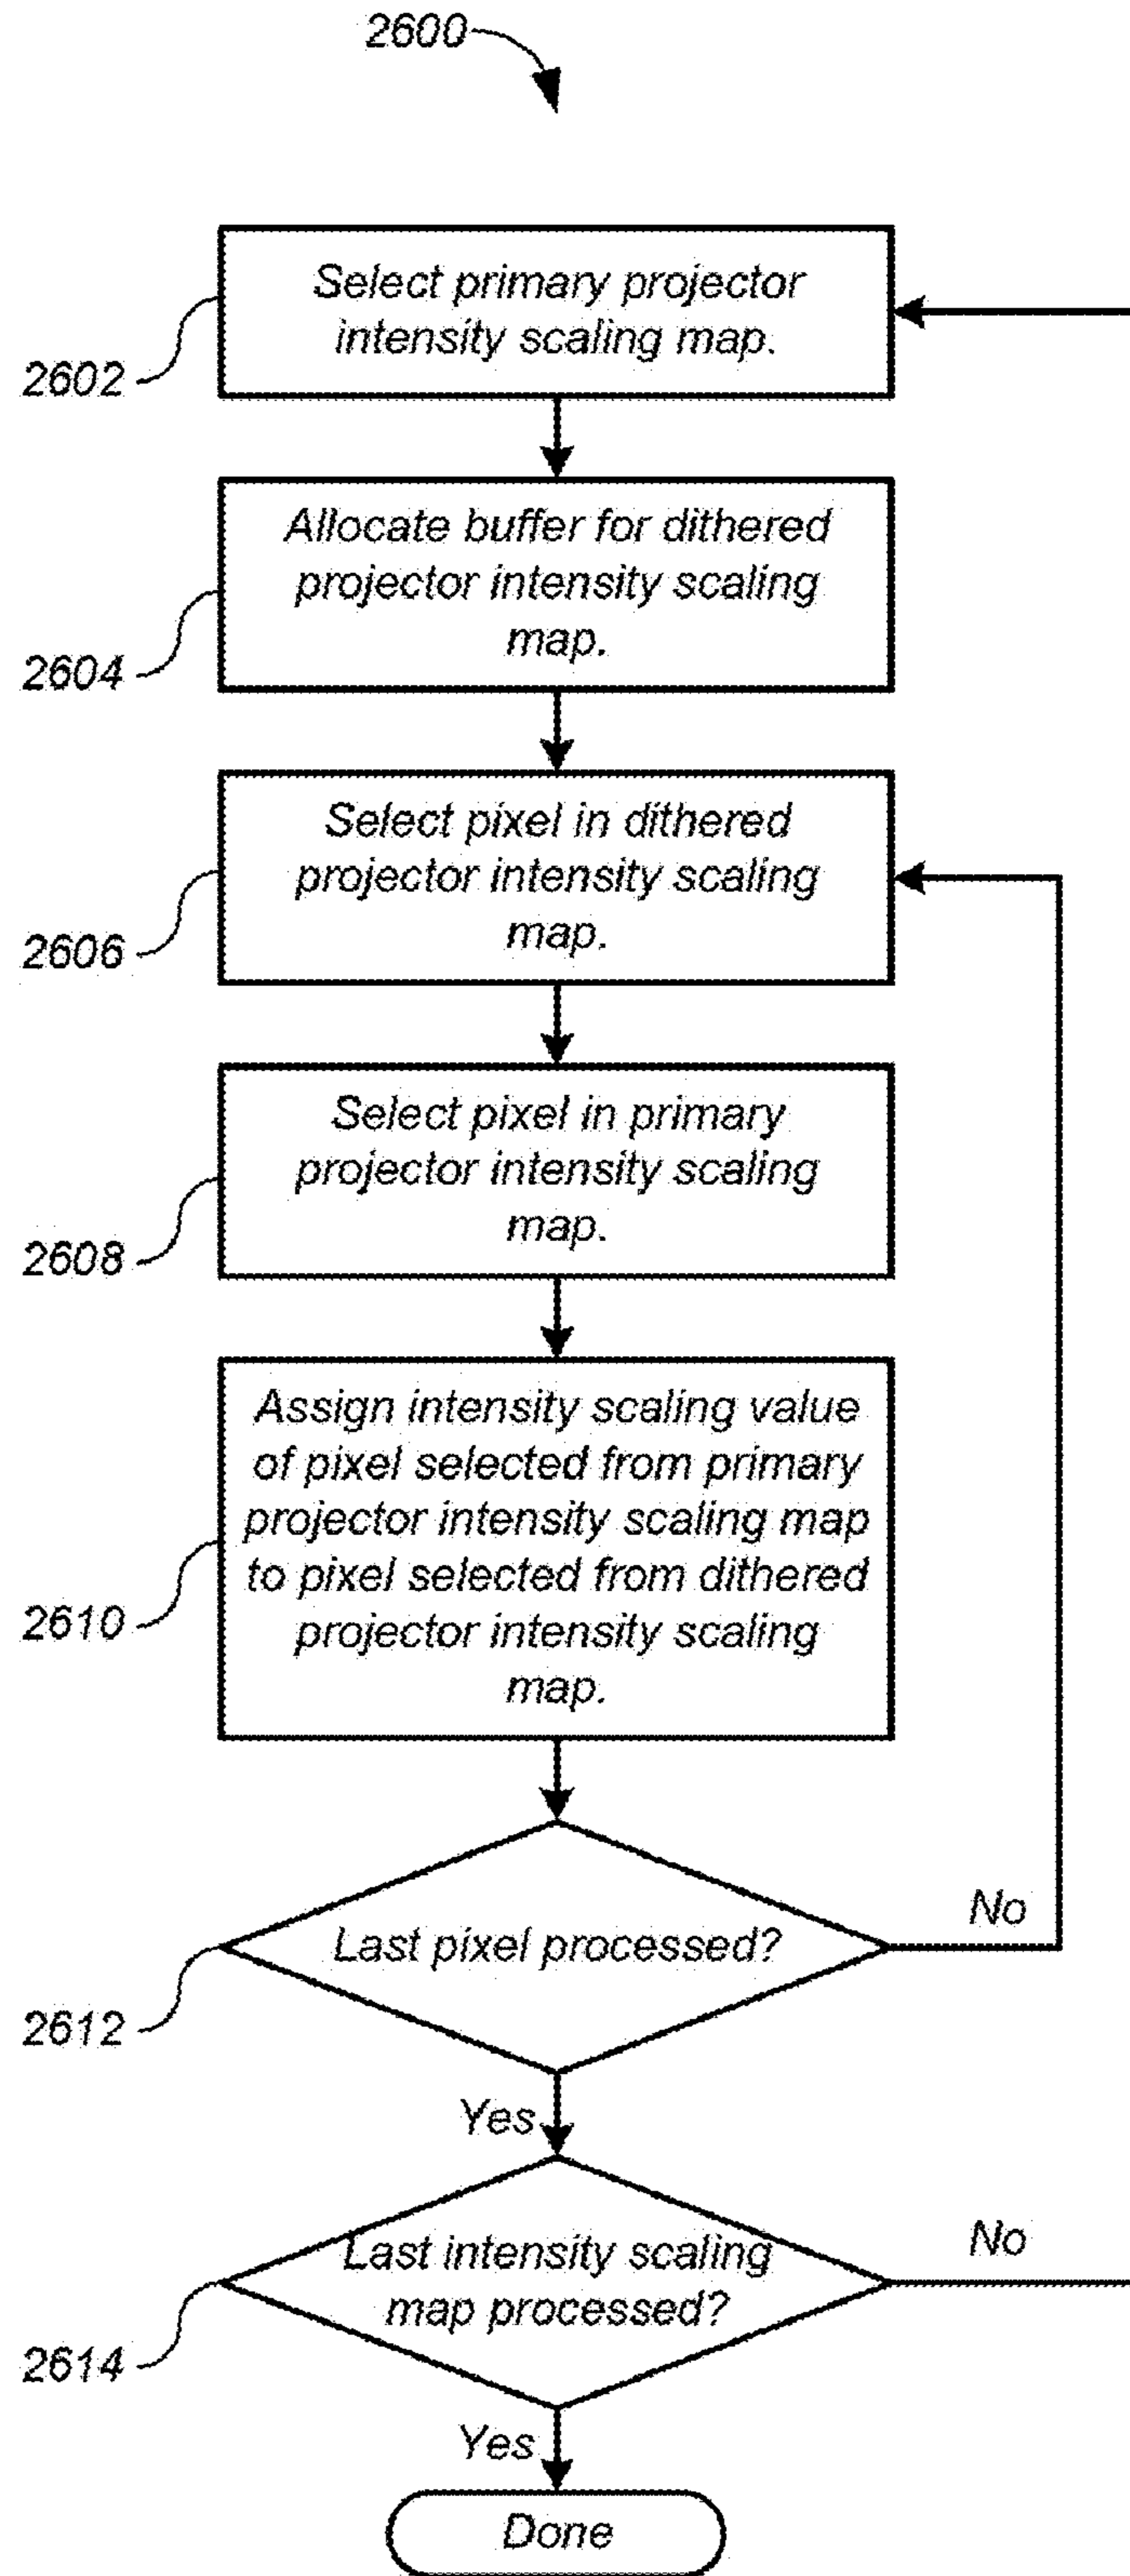 2600
Select primary projector
intensity scaling map.
2602
Allocate buffer for dithered
projector intensity scaling
map.
2604
Select pixel in dithered
projector intensity scaling
map.
2606
Select pixel in primary
projector intensity scaling
map.
2608
Assign intensity scaling value
of pixel selected from primary
projector intensity scaling map
to pixel selected from dithered
projector intensity scaling
map.
2610
No
Last pixel processed?
2612
Yes
No
Last intensity scaling
map processed?
2614
Yes
Done